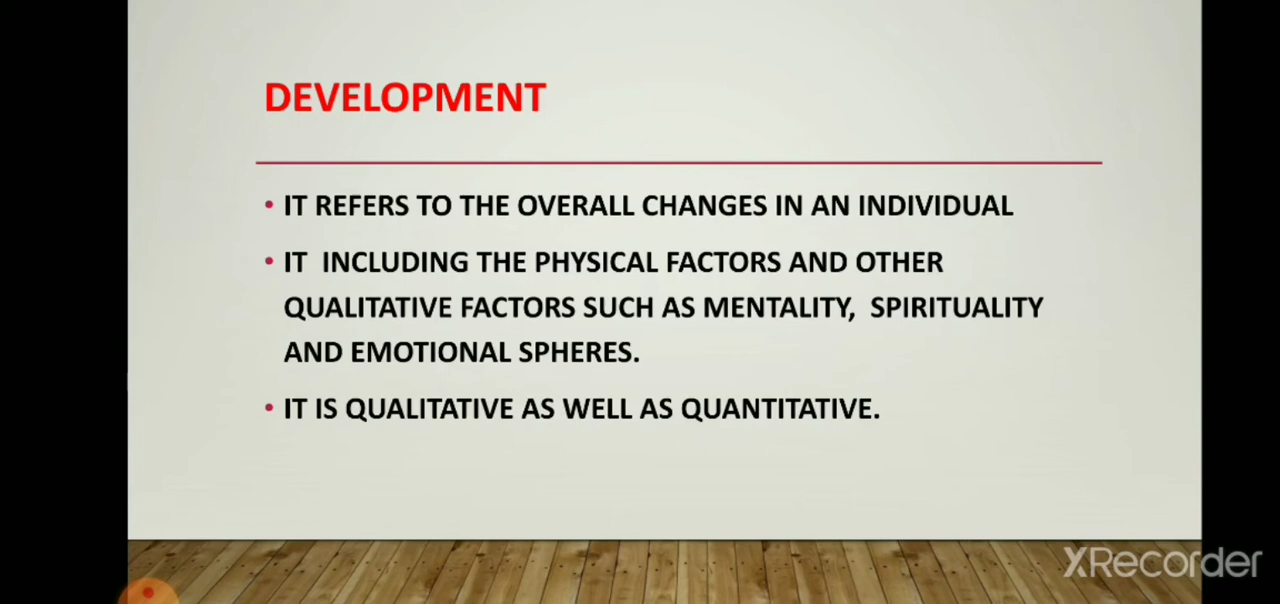 DEVELOPMENT
• IT REFERS TO THE OVERALL CHANGES IN AN INDIVIDUAL
• IT INCLUDING THE PHYSICAL FACTORS AND OTHER
QUALITATIVE FACTORS SUCH AS MENTALITY, SPIRITUALITY
AND EMOTIONAL SPHERES.
• IT IS QUALITATIVE AS WELL AS QUANTITATIVE.
XRecorder